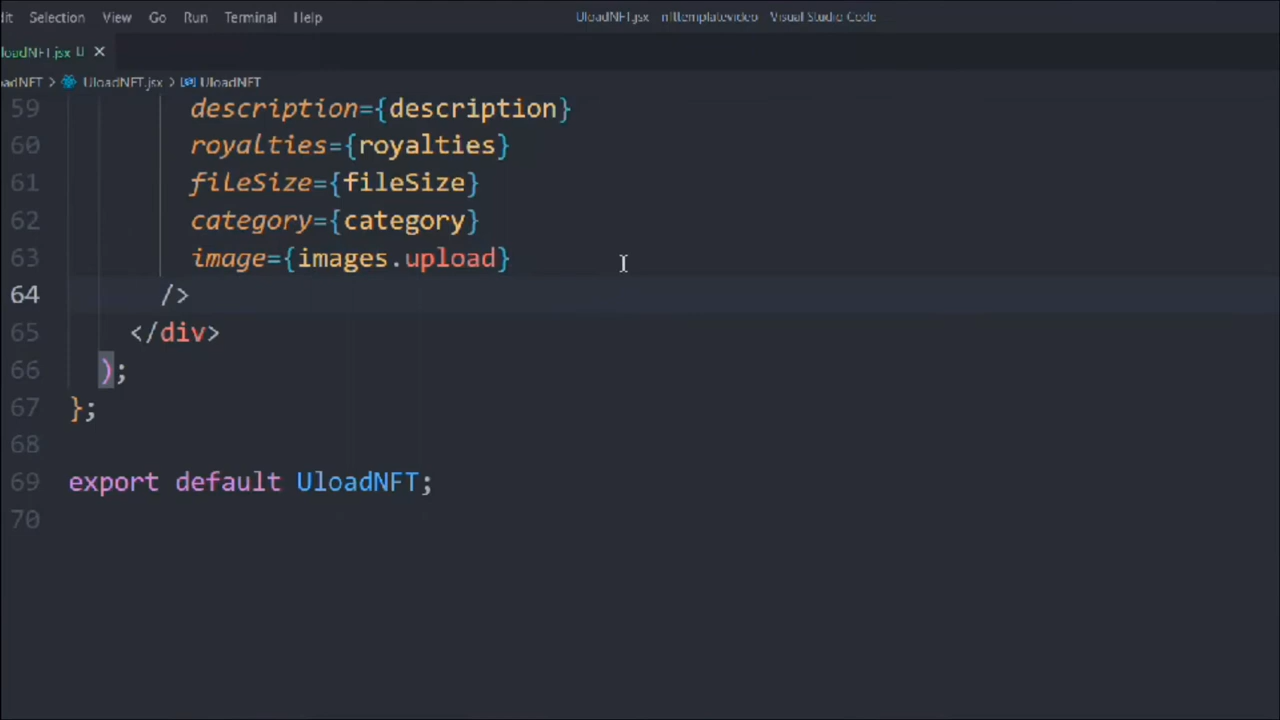 it Selection View Go Run Terminal Help UloadNFT.jsx nfttemplatevideo Visual Studio Code
loadNFT.jsx U
oadNFT > UloadNFT.jsx > UloadNFT
59 description={description}
60 royalties={royalties}
61 fileSize={fileSize}
62 category={category}
63 image={images.upload}
64 />
65 </div>
66 );
67 };
68
69 export default UloadNFT;
70